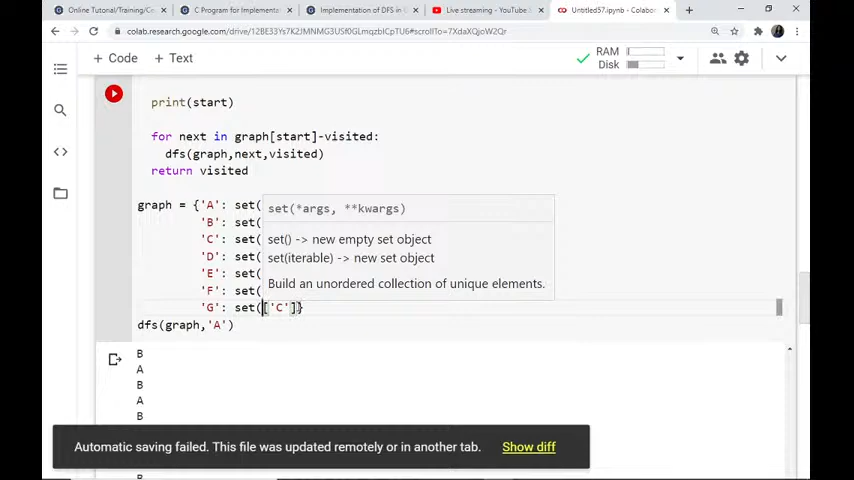 Online Tutorial/Training/Ce
C Program for Implementat
Implementation of DFS in
Live streaming - YouTube
Untitled57.ipynb - Colabor
colab.research.google.com/drive/12BE33Ys7K2JMNMG3US5f0GLmqzbICpTU6#scrollTo=7XdaXQjoW2Qr
+ Code + Text
RAM
Disk
print(start)
for next in graph[start]-visited:
dfs(graph,next,visited)
return visited
graph = {'A': set(
'B': set(
'C': set(
'D': set(
'E': set(
'F': set(
'G': set(['C']}
set(*args, **kwargs)
set() -> new empty set object
set(iterable) -> new set object
Build an unordered collection of unique elements.
dfs(graph,'A')
B
A
B
A
B
Automatic saving failed. This file was updated remotely or in another tab. Show diff